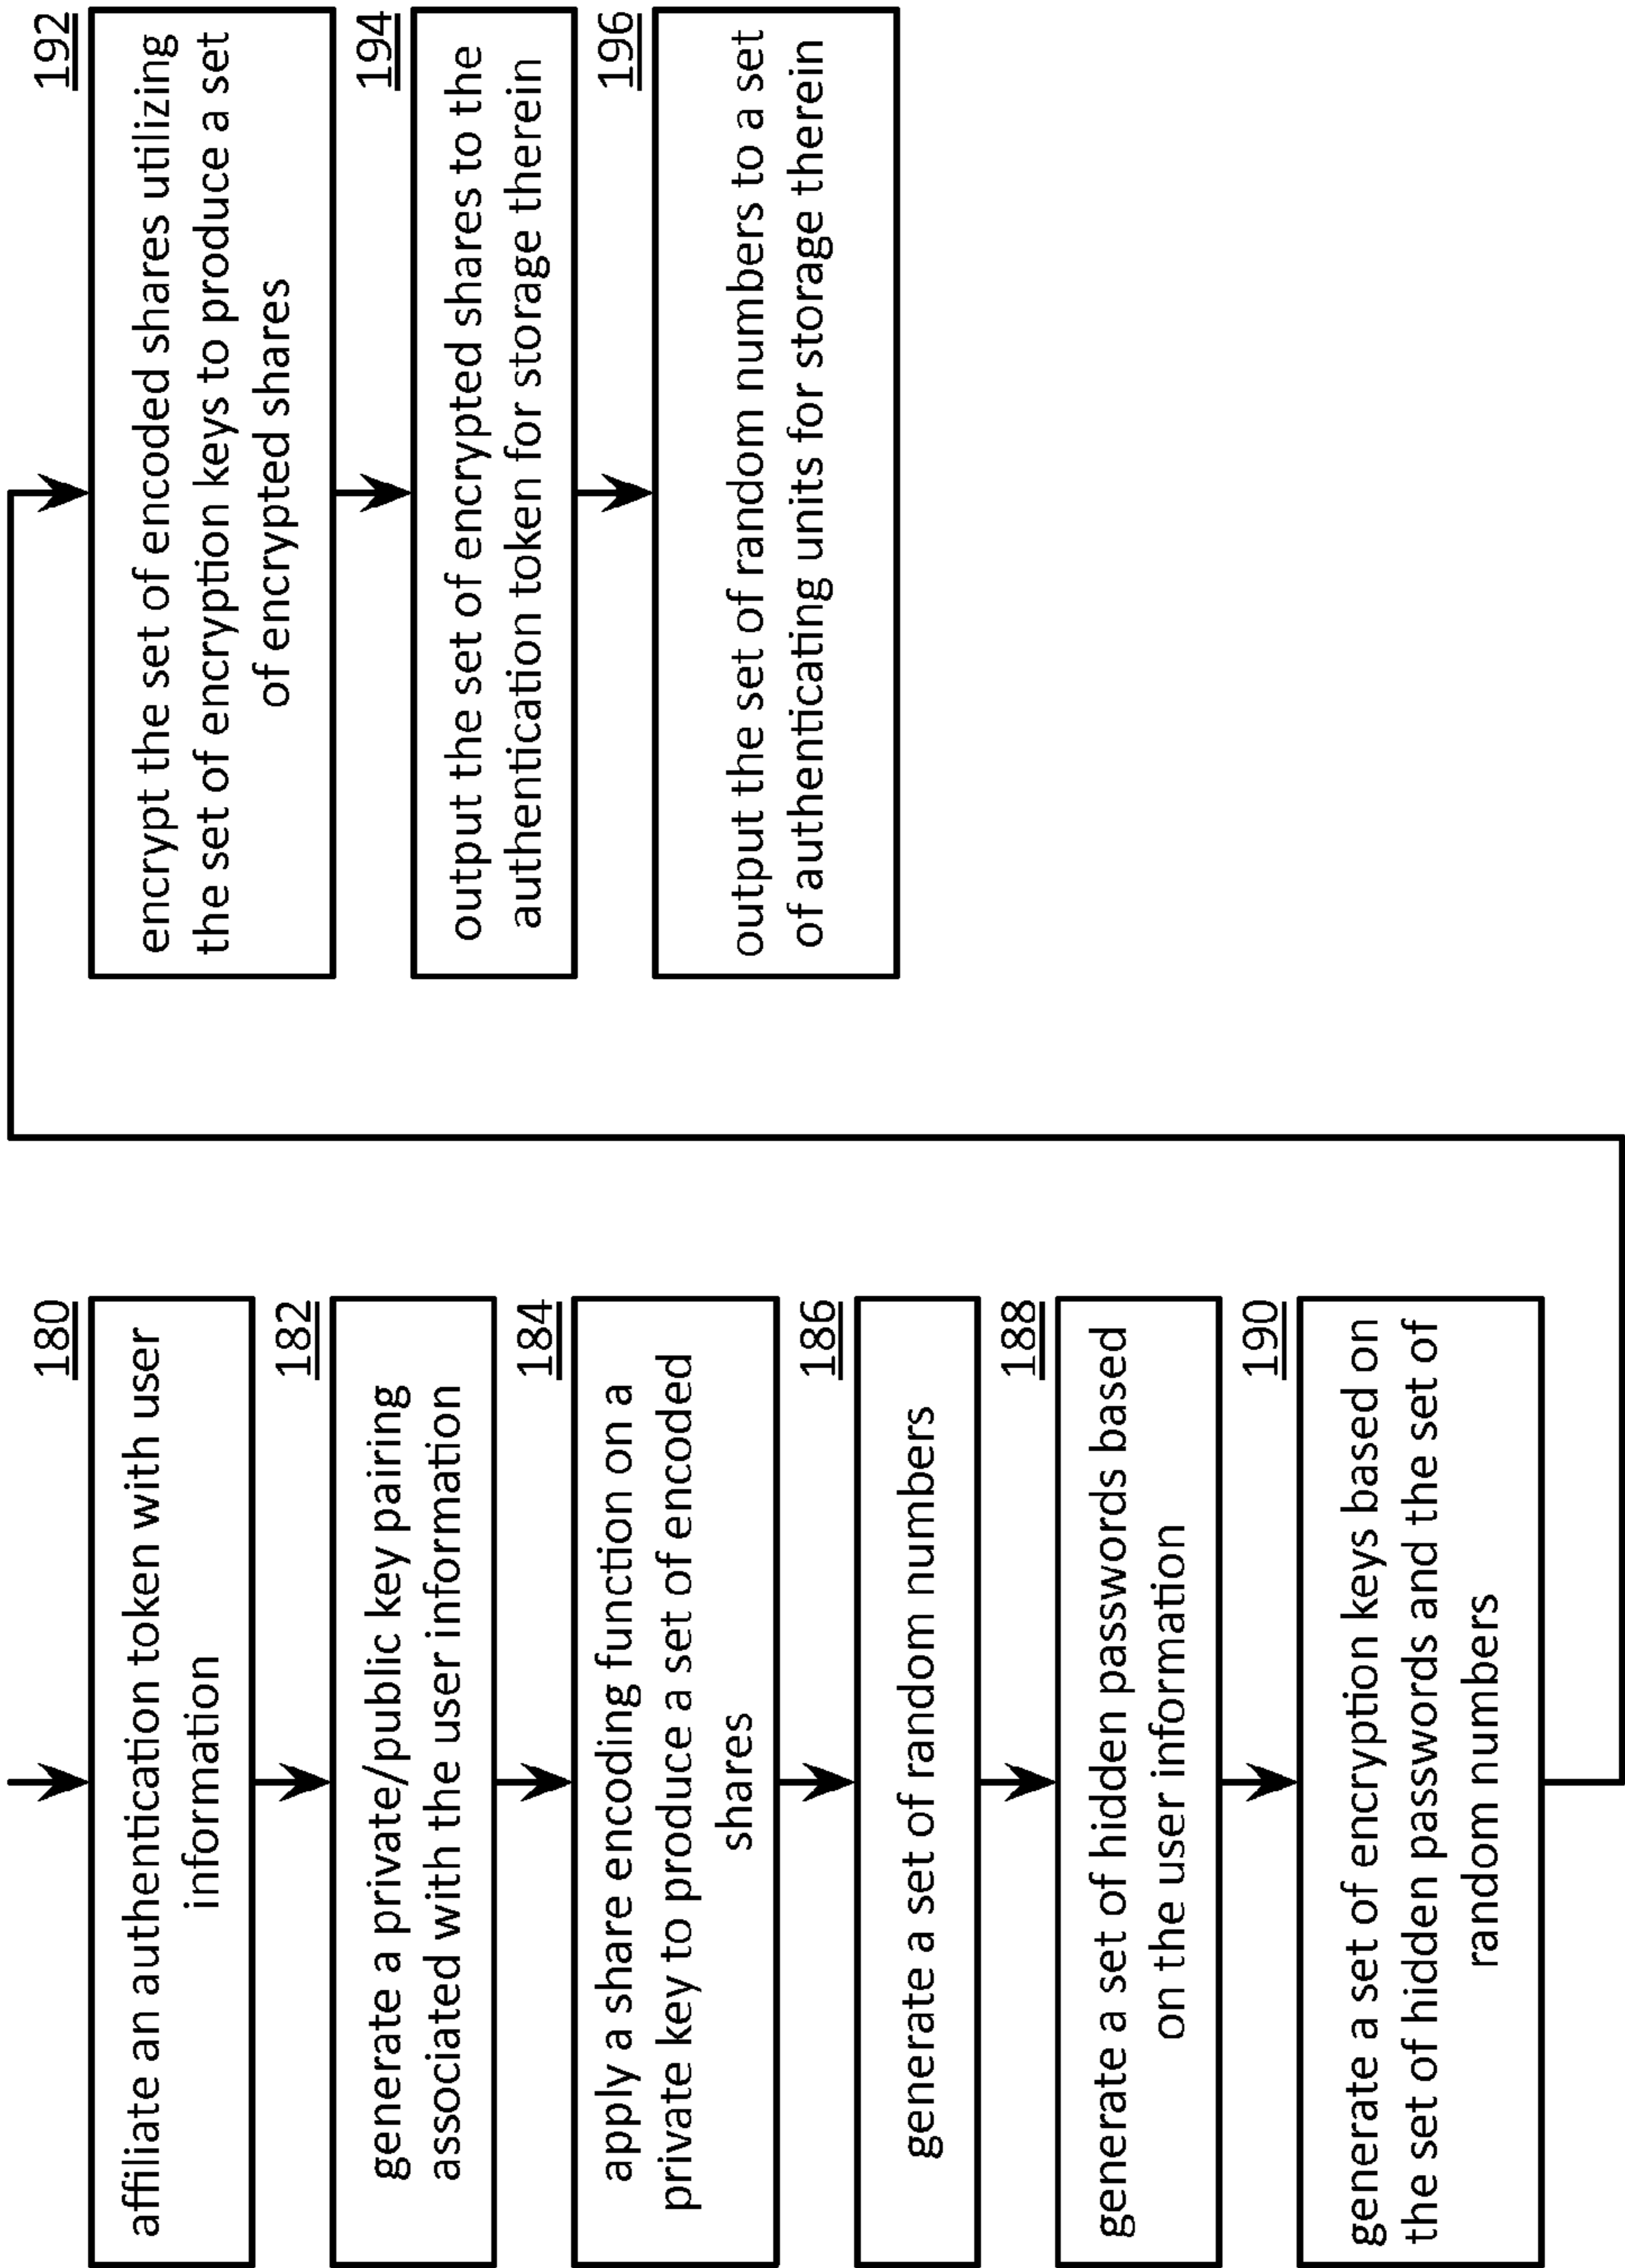 180
affiliate an authentication token with user
information
182
generate a private/public key pairing
associated with the user information
184
apply a share encoding function on a
private key to produce a set of encoded
shares
186
generate a set of random numbers
188
generate a set of hidden passwords based
on the user information
190
generate a set of encryption keys based on
the set of hidden passwords and the set of
random numbers
192
encrypt the set of encoded shares utilizing
the set of encryption keys to produce a set
of encrypted shares
194
output the set of encrypted shares to the
authentication token for storage therein
196
output the set of random numbers to a set
of authenticating units for storage therein